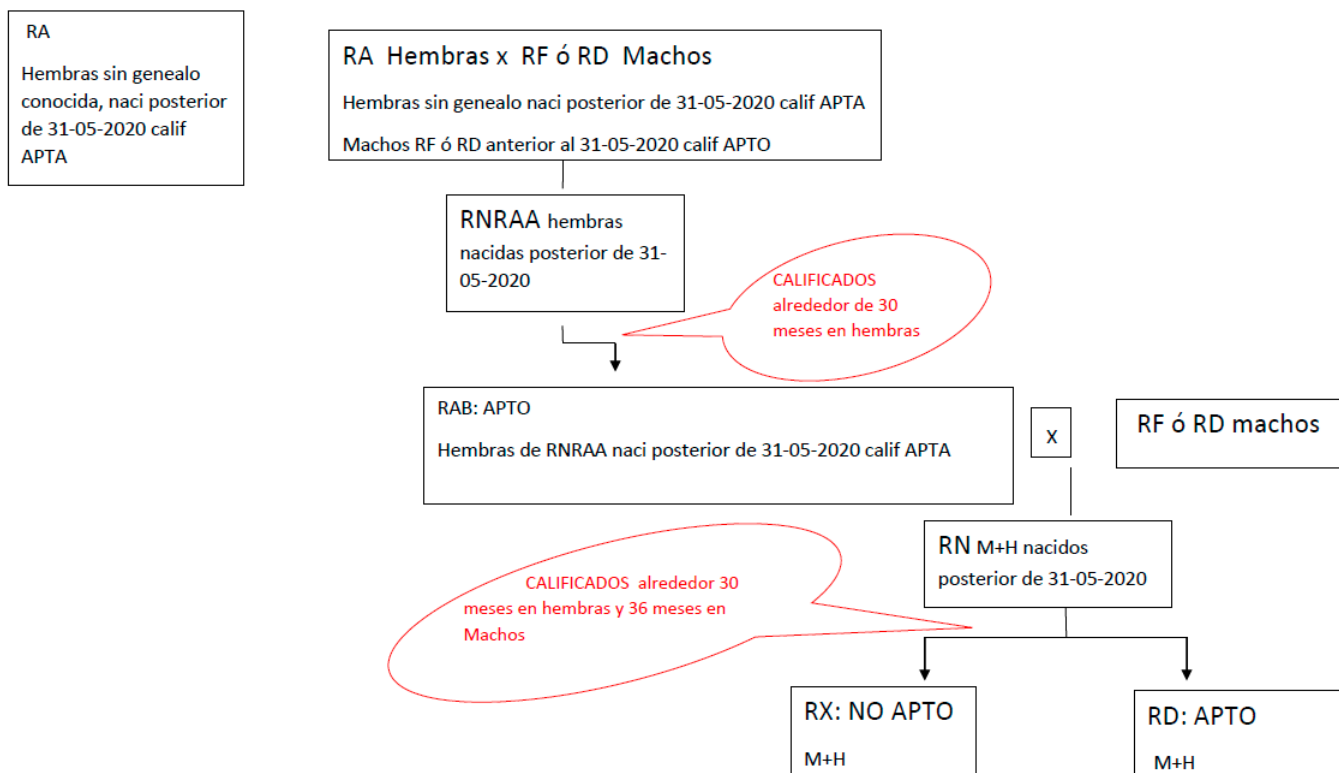 RA
Hembras sin genealo
conocida, naci posterior
de 31-05-2020 calif
APTA
RA Hembras x RF ó RD Machos
Hembras sin genealo naci posterior de 31-05-2020 calif APTA
Machos RF ó RD anterior al 31-05-2020 calif APTO
RNRAA hembras
nacidas posterior de 31-
05-2020
CALIFICADOS
alrededor de 30
meses en hembras
RAB: APTO
Hembras de RNRAA naci posterior de 31-05-2020 calif APTA
x
RF ó RD machos
RN M+H nacidos
posterior de 31-05-2020
CALIFICADOS alrededor 30
meses en hembras y 36 meses en
Machos
RX: NO APTO
M+H
RD: APTO
M+H